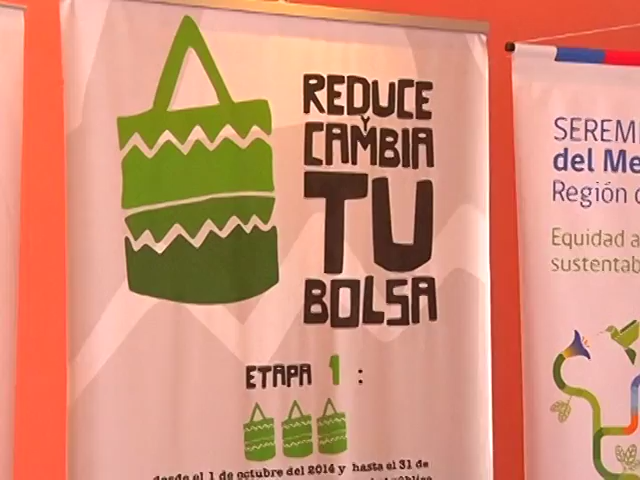 REDUCE
Y
CAMBIA
TU
BOLSA
ETAPA 1 :
desde el 1 de octubre del 2014 y hasta el 31 de
SEREMI
del Me
Región
Equidad a
sustentab